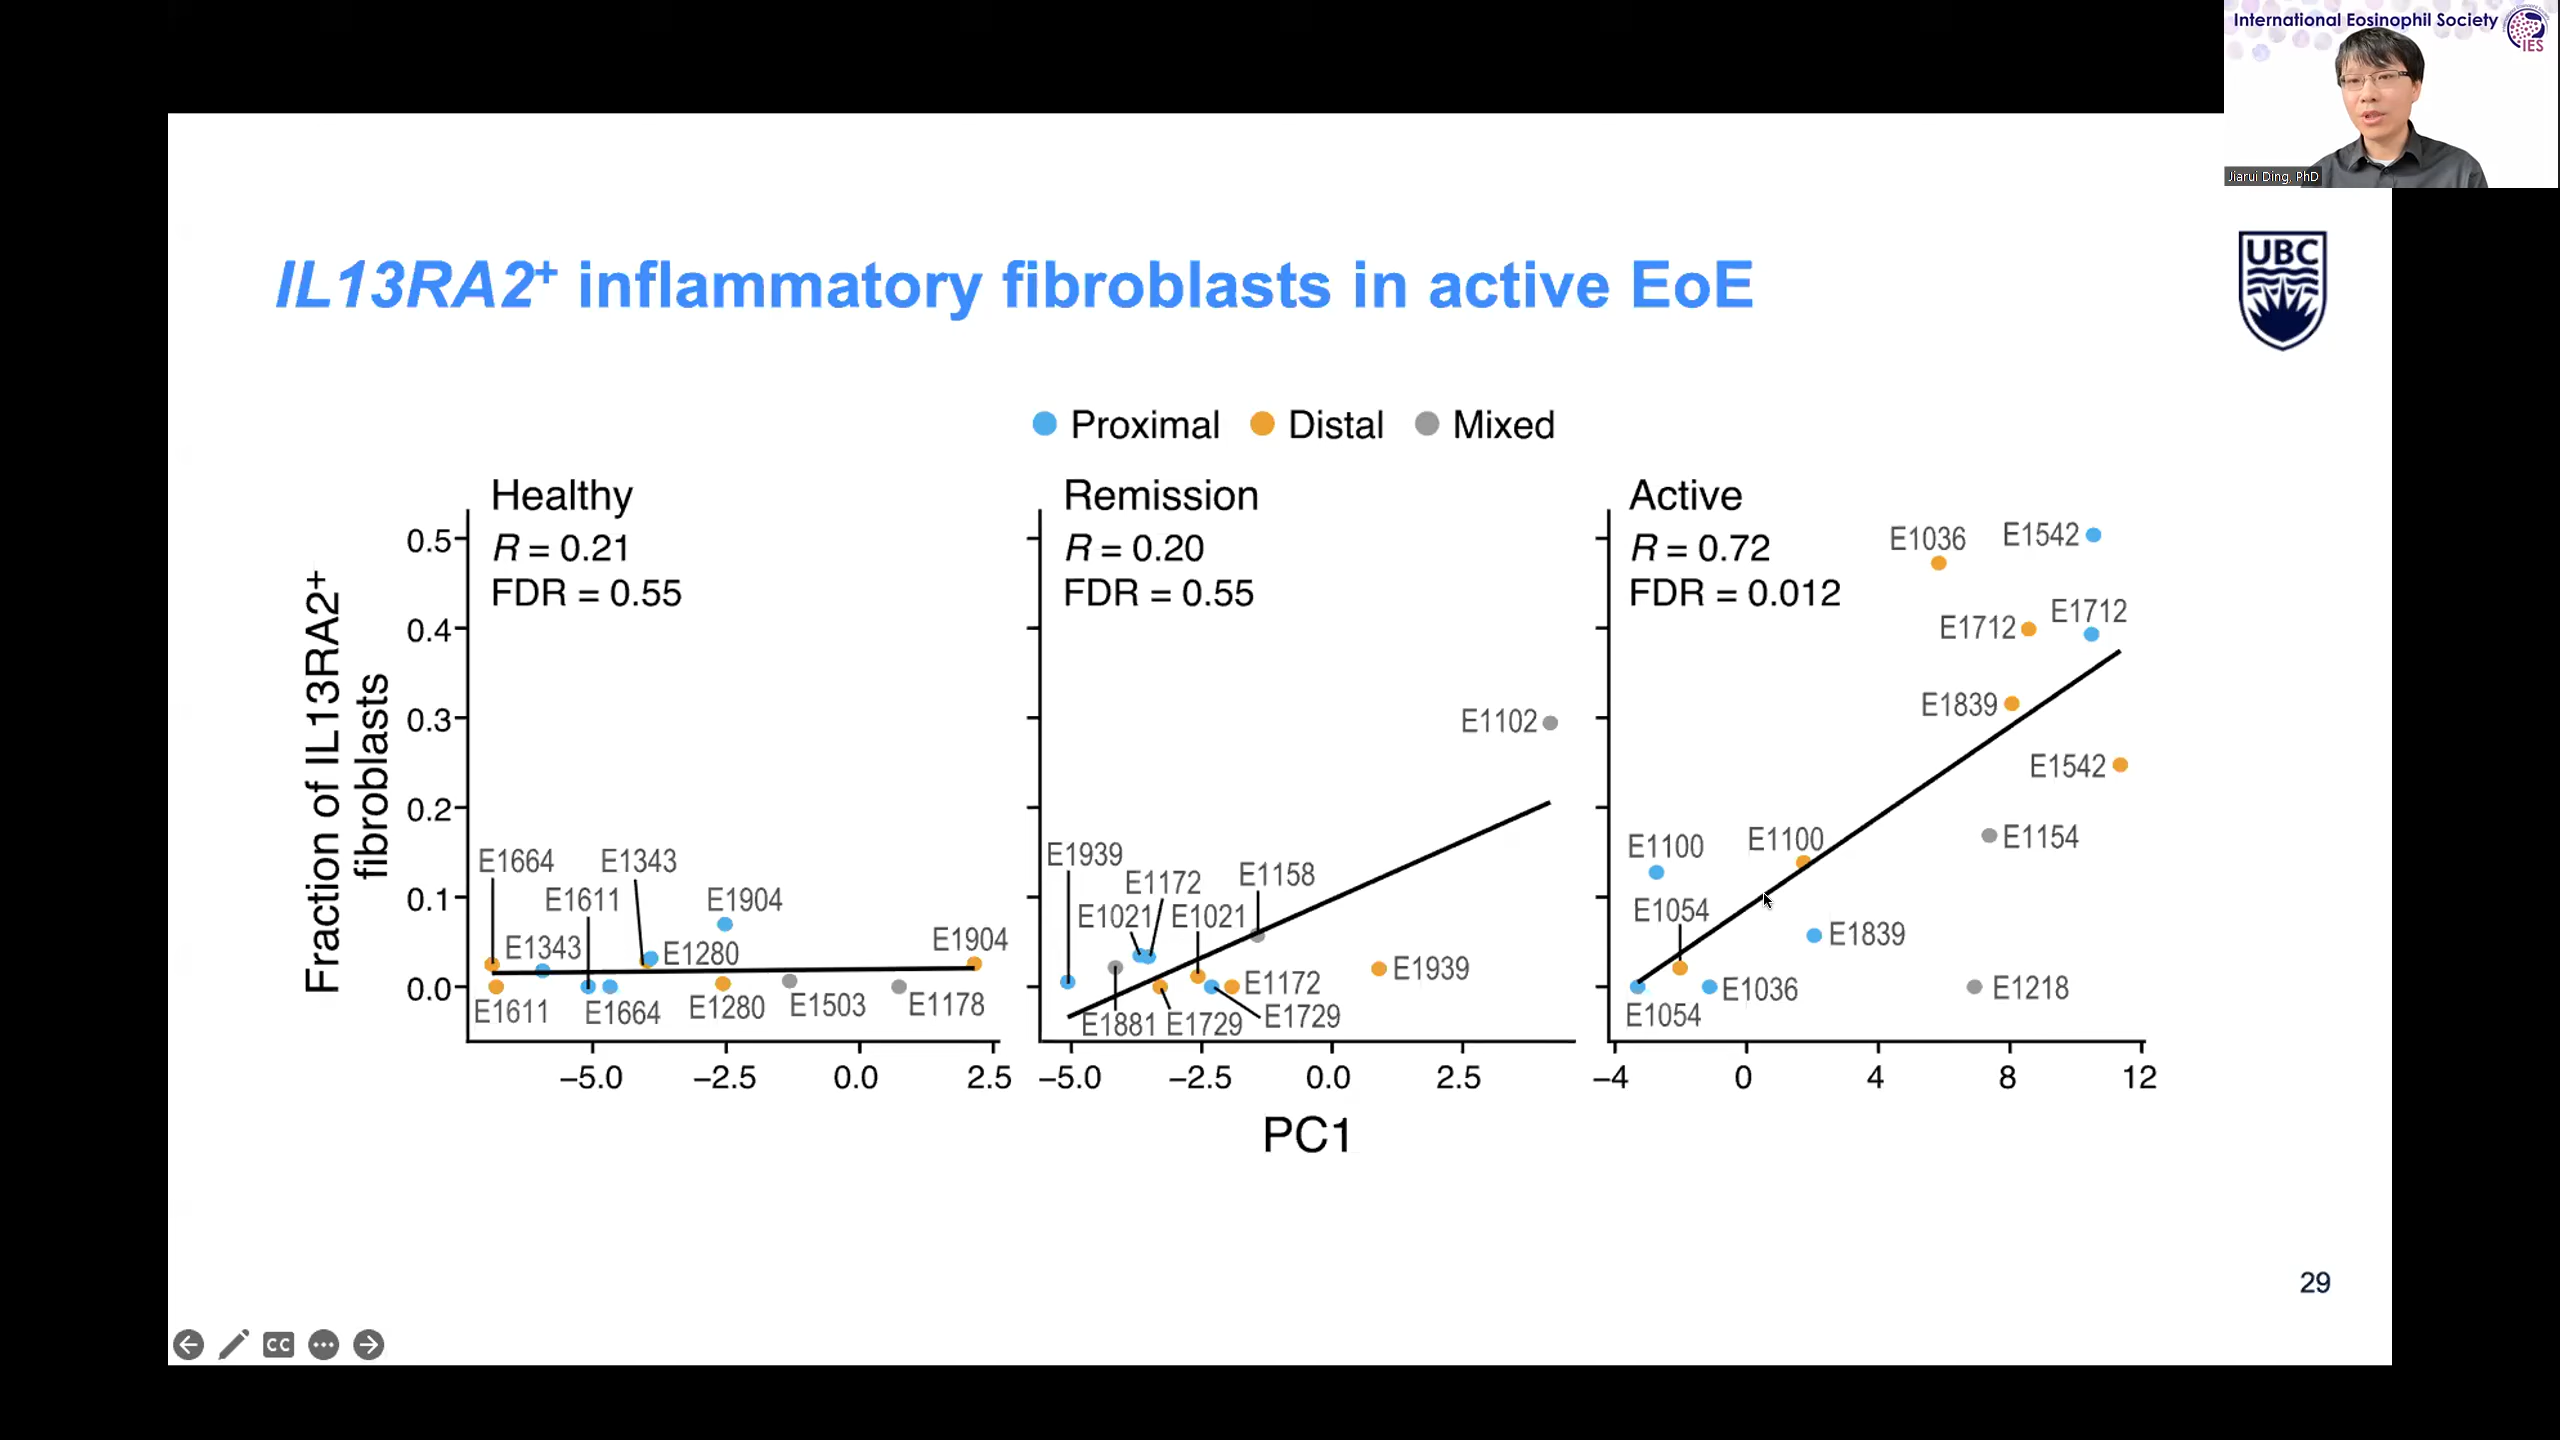 International Eosinophil Society
IES
Jiarui Ding, PhD
UBC
IL13RA2+ inflammatory fibroblasts in active EoE
Proximal Distal Mixed
Healthy
R = 0.21
FDR = 0.55
Remission
R = 0.20
FDR = 0.55
Active
R = 0.72
FDR = 0.012
Fraction of IL13RA2+
fibroblasts
0.5
0.4
0.3
0.2
0.1
0.0
E1664
E1343
E1611
E1904
E1343
E1280
E1904
E1611
E1664
E1280
E1503
E1178
−5.0
−2.5
0.0
2.5
E1102
E1939
E1172
E1158
E1021
E1021
E1939
E1172
E1881
E1729
E1729
−5.0
−2.5
0.0
2.5
E1036
E1542
E1712
E1712
E1839
E1542
E1100
E1100
E1154
E1054
E1839
E1036
E1218
E1054
−4
0
4
8
12
PC1
29
CC